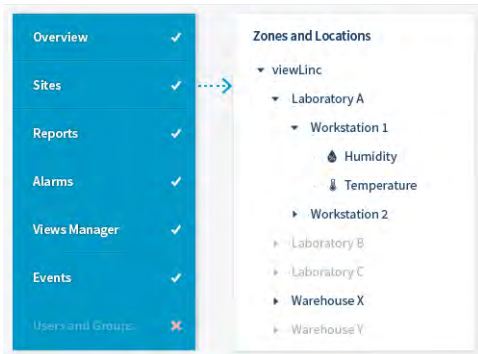 Overview
Sites
Reports
Alarms
Views Manager
Events
Users and Groups
Zones and Locations
viewLinc
Laboratory A
Workstation 1
Humidity
Temperature
Workstation 2
Laboratory B
Laboratory C
Warehouse X
Warehouse Y